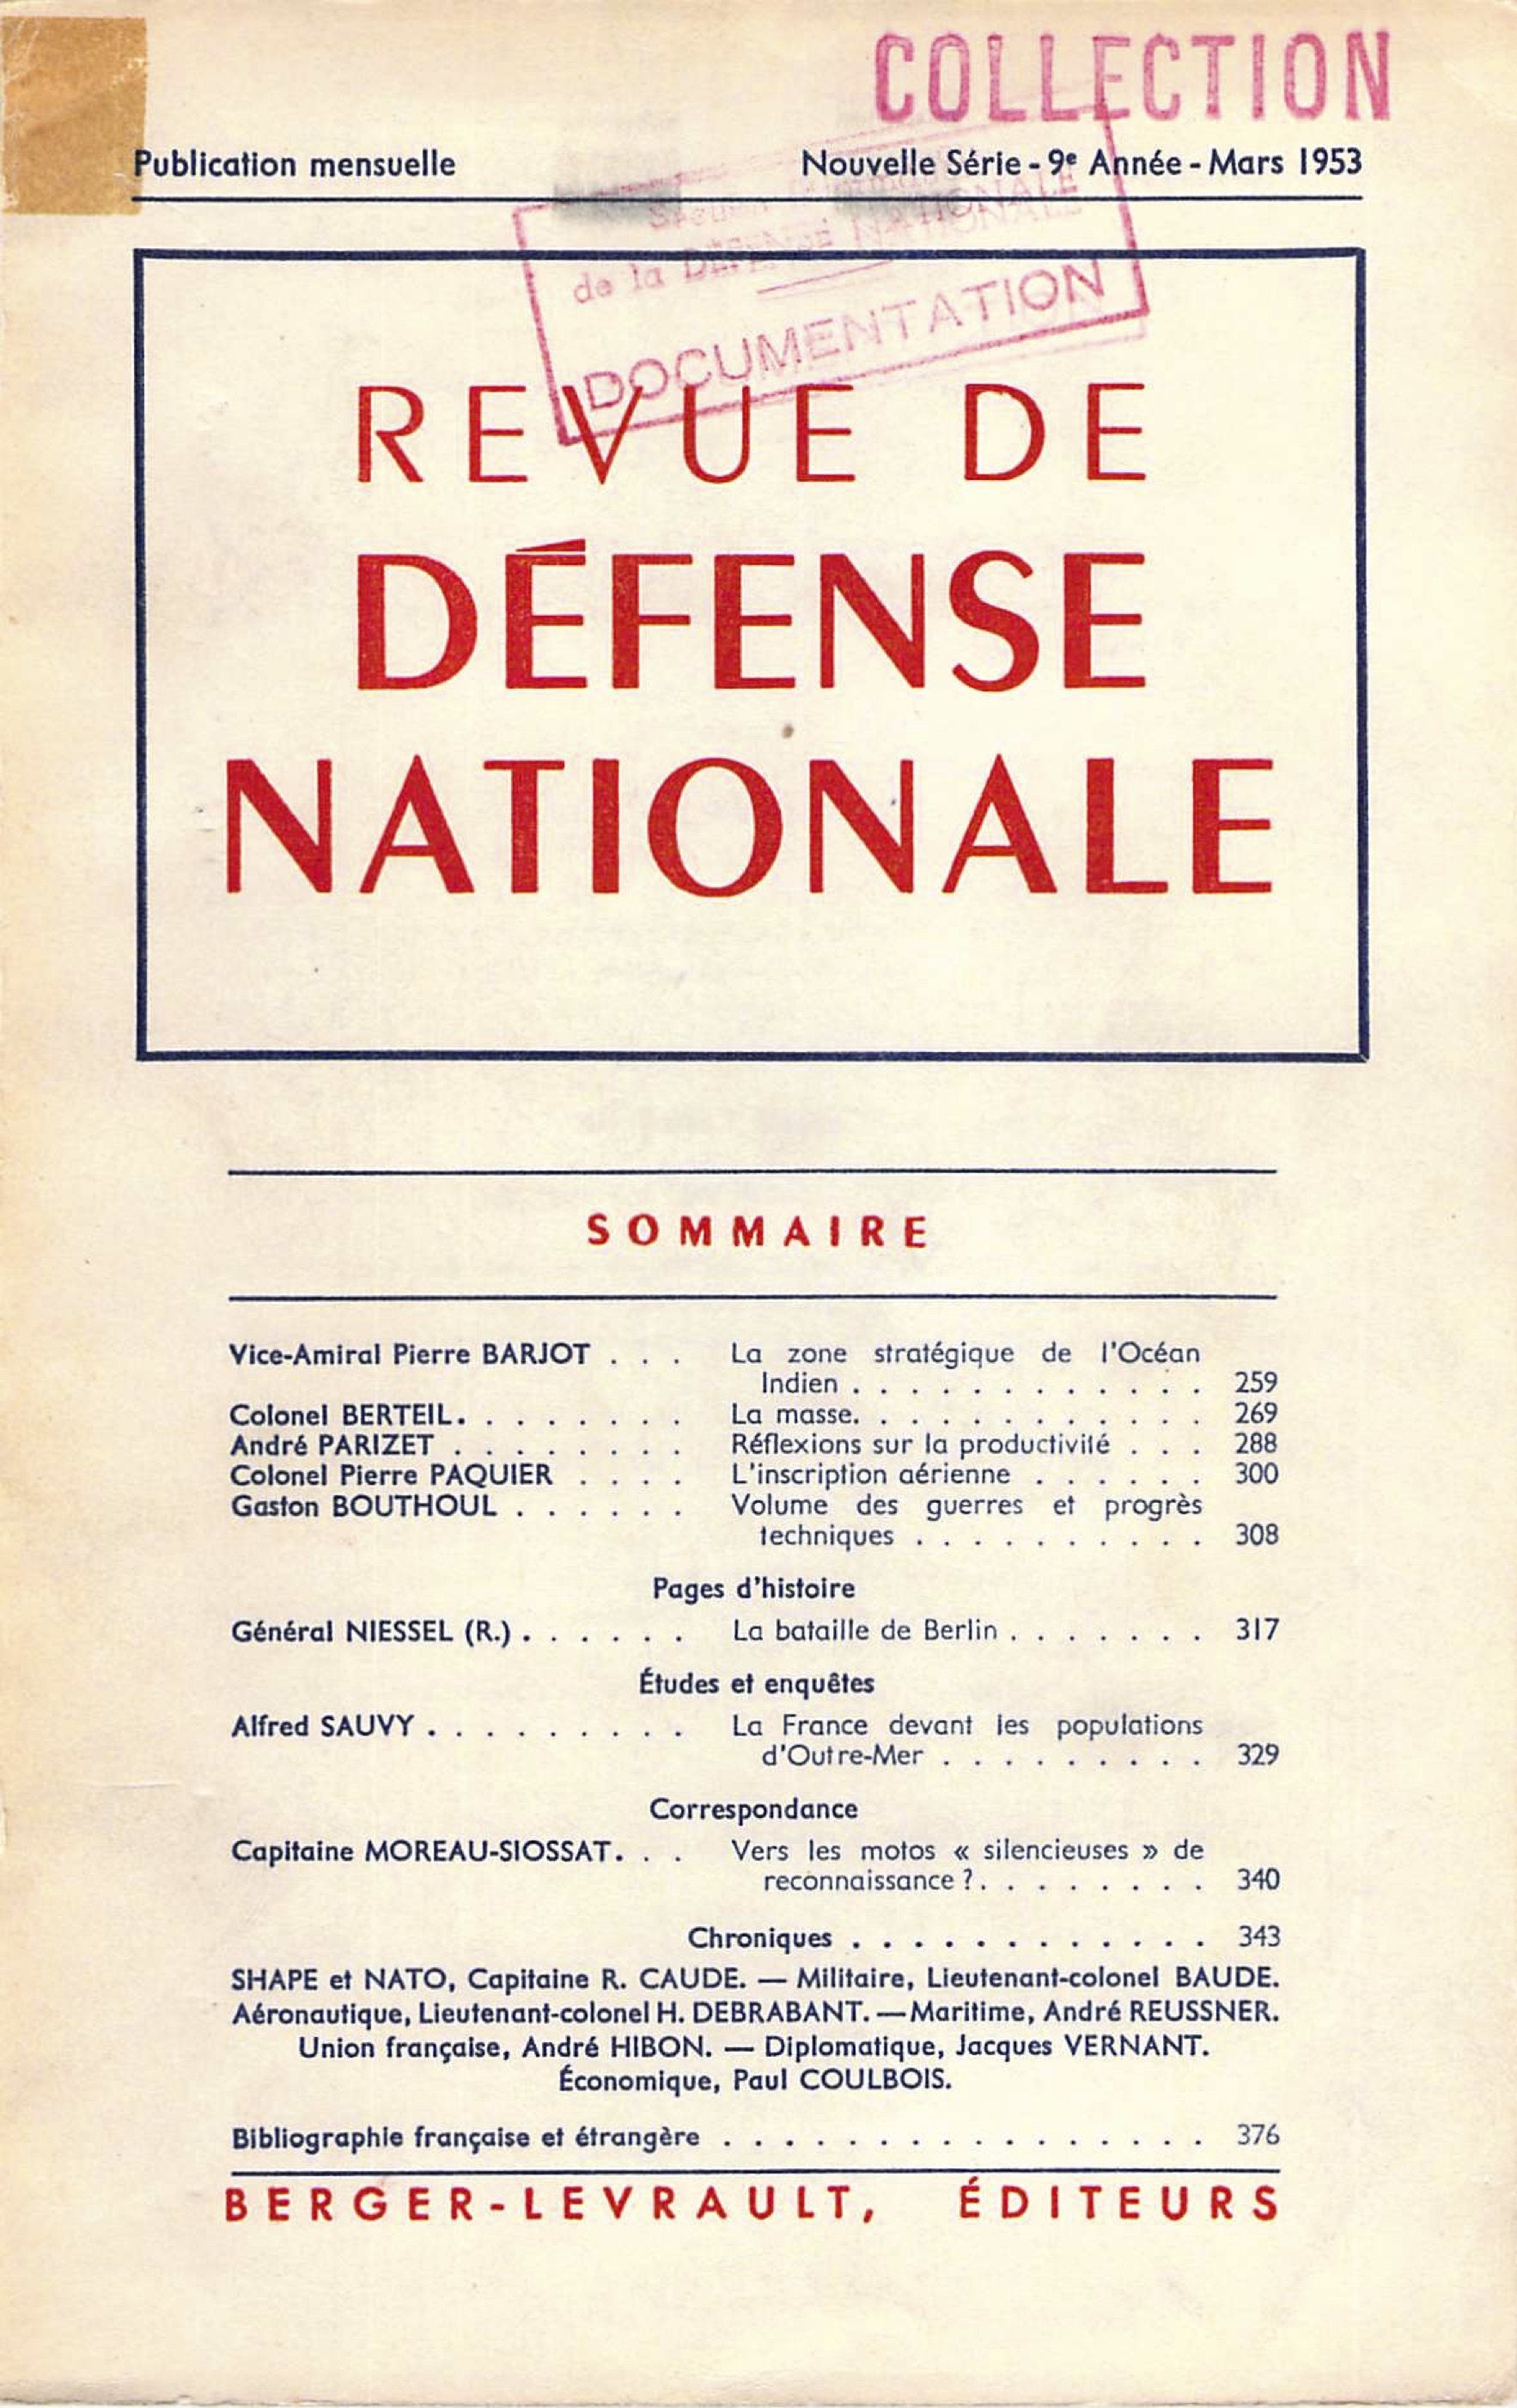 COLLECTION
Publication mensuelle Nouvelle Série - 9e Année - Mars 1953
NATIONALE
de la DÉFENSE NATIONALE
DOCUMENTATION
REVUE DE
DÉFENSE
NATIONALE
SOMMAIRE
Vice-Amiral Pierre BARJOT . . . La zone stratégique de l'Océan
Indien . . . . . . . . . . . . 259
Colonel BERTEIL. . . . . . . . La masse. . . . . . . . . . . . 269
André PARIZET . . . . . . . . Réflexions sur la productivité . . . 288
Colonel Pierre PAQUIER . . . . L'inscription aérienne . . . . . . 300
Gaston BOUTHOUL . . . . . . Volume des guerres et progrès
techniques . . . . . . . . . . 308
Pages d'histoire
Général NIESSEL (R.) . . . . . . La bataille de Berlin . . . . . . . 317
Études et enquêtes
Alfred SAUVY . . . . . . . . . La France devant les populations
d'Outre-Mer . . . . . . . . . 329
Correspondance
Capitaine MOREAU-SIOSSAT. . . Vers les motos « silencieuses » de
reconnaissance ?. . . . . . . . 340
Chroniques . . . . . . . . . . . . 343
SHAPE et NATO, Capitaine R. CAUDE. — Militaire, Lieutenant-colonel BAUDE.
Aéronautique, Lieutenant-colonel H. DEBRABANT. — Maritime, André REUSSNER.
Union française, André HIBON. — Diplomatique, Jacques VERNANT.
Économique, Paul COULBOIS.
Bibliographie française et étrangère . . . . . . . . . . . . . . . . 376
BERGER-LEVRAULT, ÉDITEURS